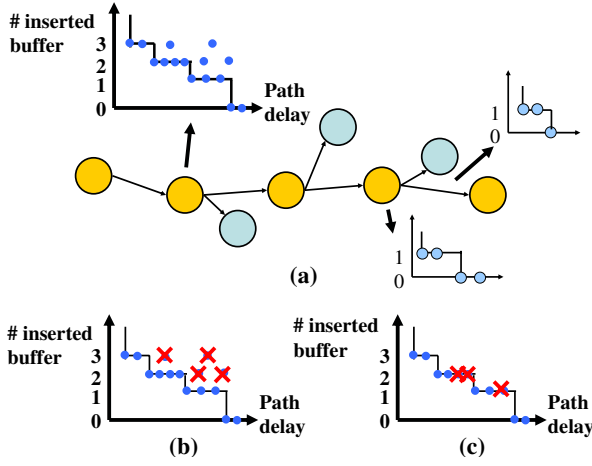 # inserted
buffer
3
2
1
0
Path
delay
1
0
1
0
(a)
# inserted
buffer
3
2
1
0
Path
delay
(b)
# inserted
buffer
3
2
1
0
Path
delay
(c)